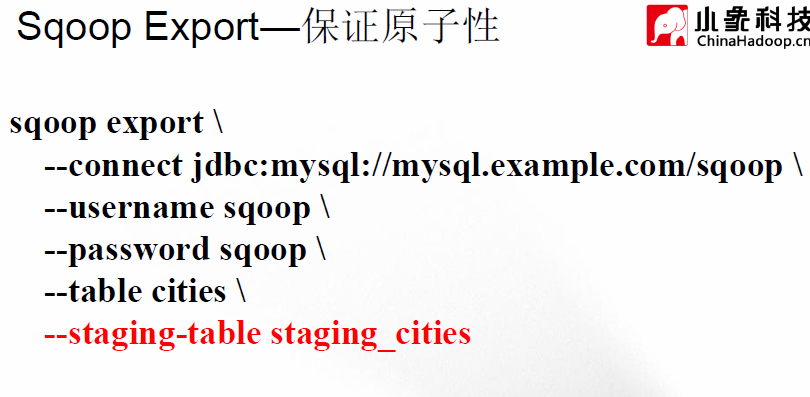 Sqoop Export—保证原子性
小象科技
ChinaHadoop.cn
sqoop export \
--connect jdbc:mysql://mysql.example.com/sqoop \
--username sqoop \
--password sqoop \
--table cities \
--staging-table staging_cities